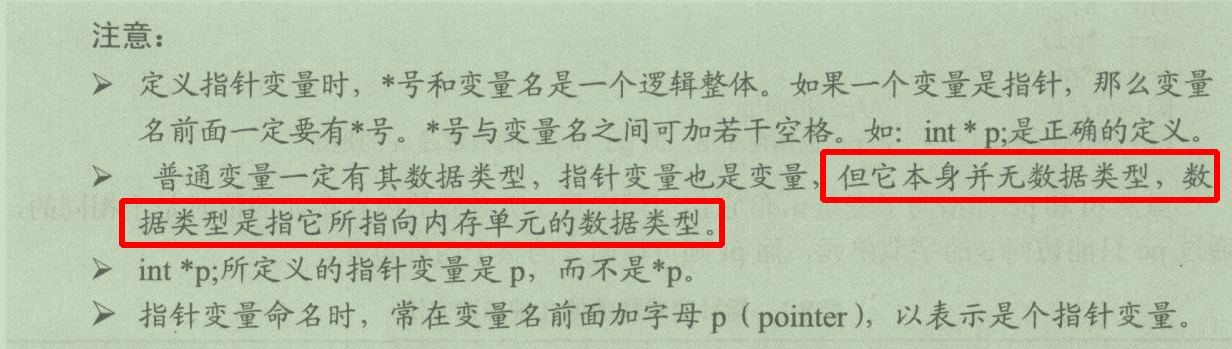 注意：
➢ 定义指针变量时，*号和变量名是一个逻辑整体。如果一个变量是指针，那么变量
名前面一定要有*号。*号与变量名之间可加若干空格。如：int * p;是正确的定义。
➢ 普通变量一定有其数据类型，指针变量也是变量，但它本身并无数据类型，数
据类型是指它所指向内存单元的数据类型。
➢ int *p;所定义的指针变量是 p，而不是*p。
➢ 指针变量命名时，常在变量名前面加字母 p（pointer），以表示是个指针变量。